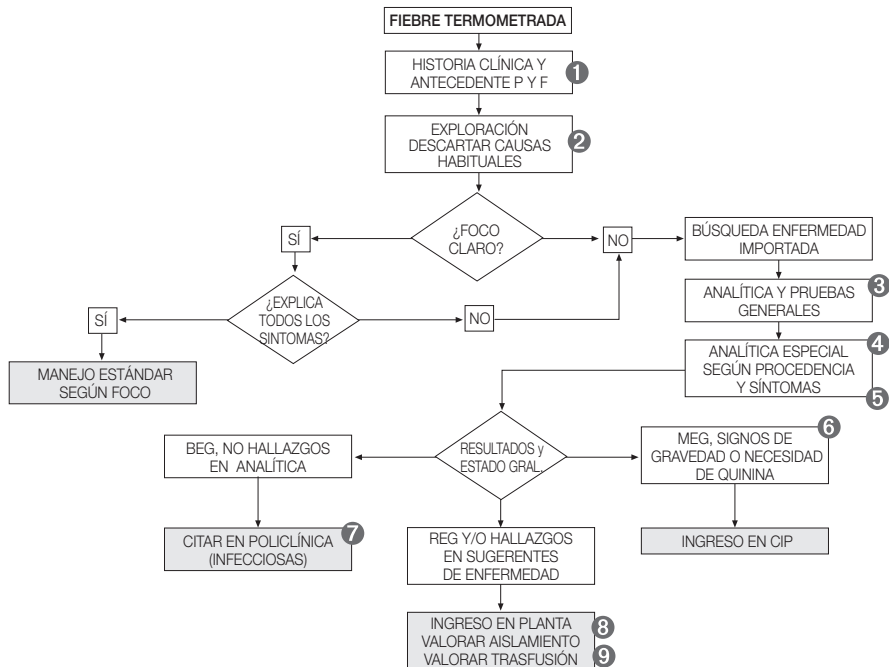 FIEBRE TERMOMETRADA
HISTORIA CLÍNICA Y
ANTECEDENTE P Y F
1
EXPLORACIÓN
DESCARTAR CAUSAS
HABITUALES
2
¿FOCO
CLARO?
SÍ
NO
BÚSQUEDA ENFERMEDAD
IMPORTADA
¿EXPLICA
TODOS LOS
SINTOMAS?
SÍ
NO
ANALÍTICA Y PRUEBAS
GENERALES
3
MANEJO ESTÁNDAR
SEGÚN FOCO
ANALÍTICA ESPECIAL
SEGÚN PROCEDENCIA
Y SÍNTOMAS
4
5
BEG, NO HALLAZGOS
EN ANALÍTICA
RESULTADOS y
ESTADO GRAL.
MEG, SIGNOS DE
GRAVEDAD O NECESIDAD
DE QUININA
6
CITAR EN POLICLÍNICA
(INFECCIOSAS)
7
REG Y/O HALLAZGOS
EN SUGERENTES
DE ENFERMEDAD
INGRESO EN CIP
INGRESO EN PLANTA
VALORAR AISLAMIENTO
VALORAR TRASFUSIÓN
8
9